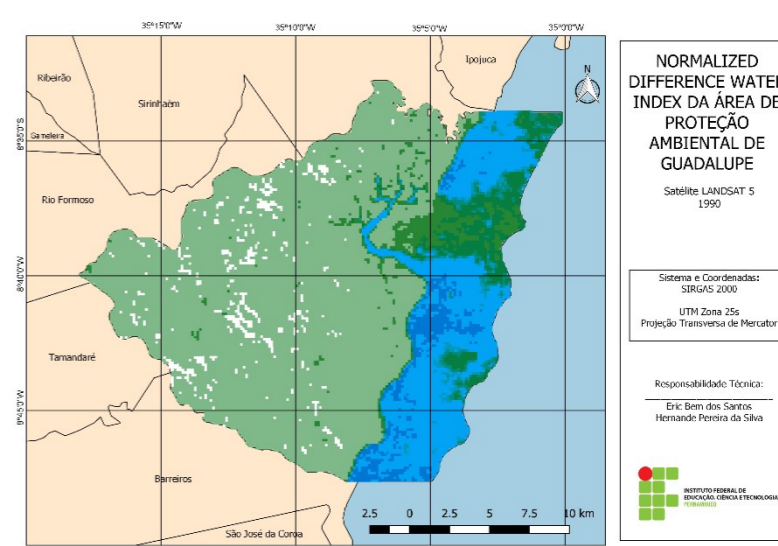 35°15'0"W 35°10'0"W 35°5'0"W 35°0'0"W
Ipojuca
N
Ribeirão
Sirinhaém
8°35'0"S
Gameleira
Rio Formoso
8°40'0"W
Tamandaré
8°45'0"W
Barreiros
São José da Coroa
2.5 0 2.5 5 7.5 10 km
NORMALIZED
DIFFERENCE WATE
INDEX DA ÁREA DE
PROTEÇÃO
AMBIENTAL DE
GUADALUPE
Satélite LANDSAT 5
1990
Sistema e Coordenadas:
SIRGAS 2000
UTM Zona 25s
Projeção Transversa de Mercator
Responsabilidade Técnica:
Eric Bem dos Santos
Hernande Pereira da Silva
INSTITUTO FEDERAL DE
EDUCAÇÃO, CIÊNCIA E TECNOLOGIA
PERNAMBUCO